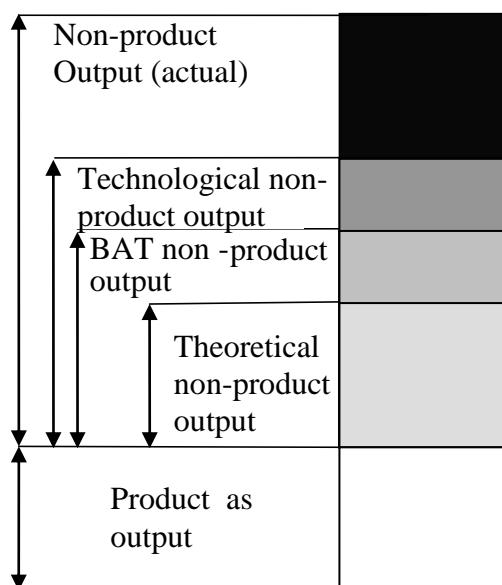 Non-product
Output (actual)
Technological non-
product output
BAT non -product
output
Theoretical
non-product
output
Product as
output